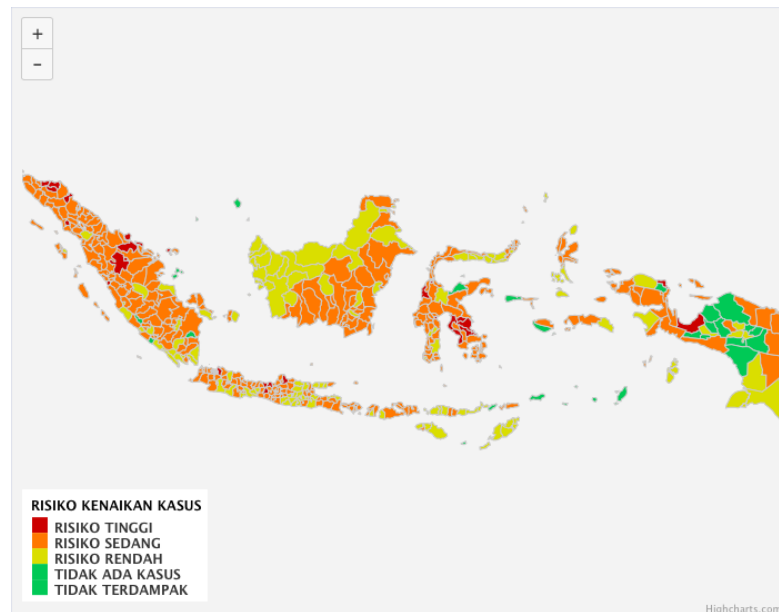 +
-
RISIKO KENAIKAN KASUS
RISIKO TINGGI
RISIKO SEDANG
RISIKO RENDAH
TIDAK ADA KASUS
TIDAK TERDAMPAK
Highcharts.com